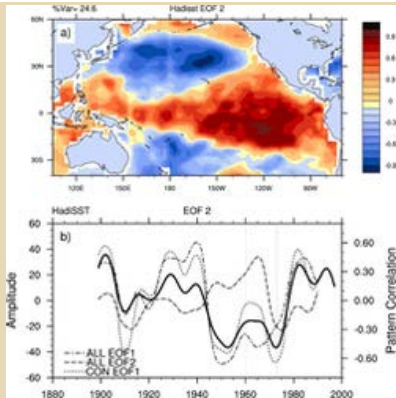 %Var= 24.6 Hadisst EOF 2
a)
60N
30N
0
30S
120E 150E 180 150W 120W 90W
0
HadISST EOF 2
b)
60
40
20
0
-20
-40
-60
Amplitude
0.60
0.30
0.00
-0.30
-0.60
Pattern Correlation
ALL EOF1
ALL EOF2
CON EOF1
1880 1900 1920 1940 1960 1980 2000